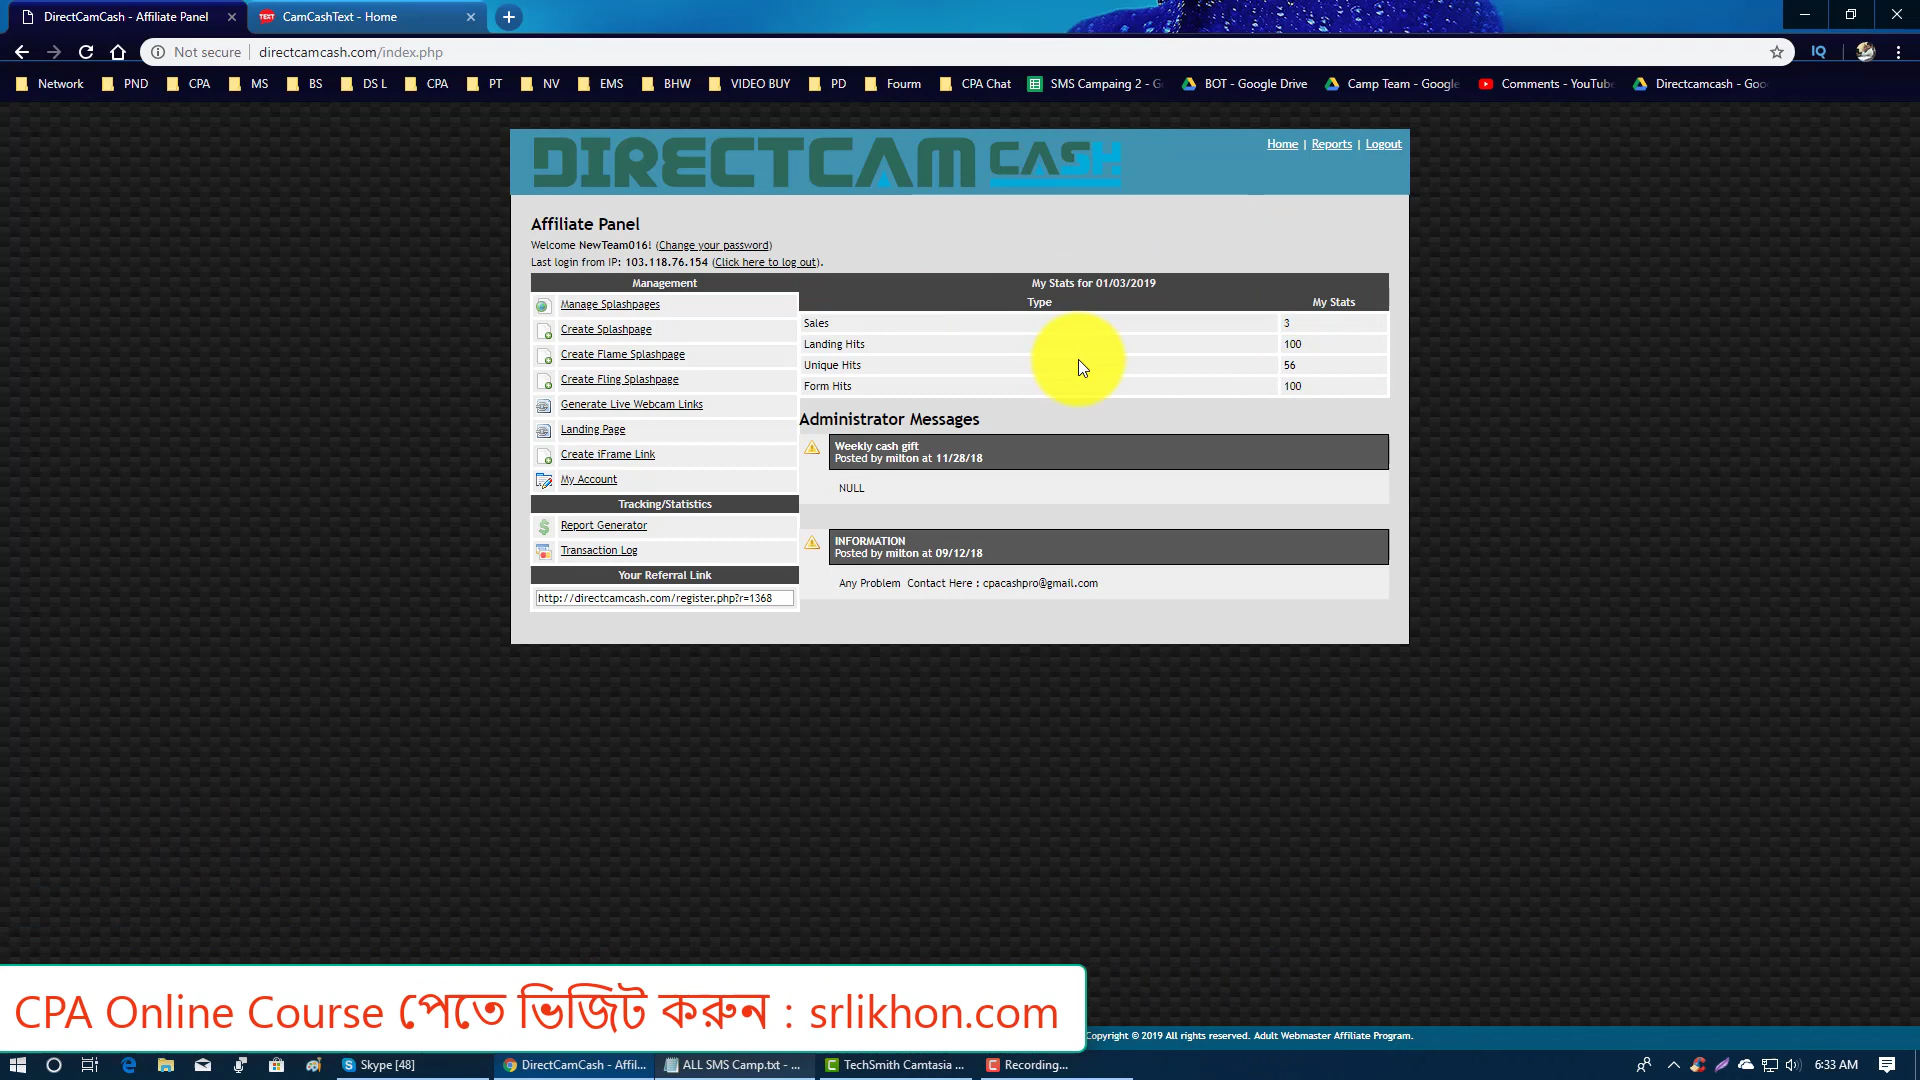 DirectCamCash - Affiliate Panel
CamCashText - Home
Not secure directcamcash.com/index.php
Network PND CPA MS BS DS L CPA PT NV EMS BHW VIDEO BUY PD Fourm CPA Chat SMS Campaing 2 - G BOT - Google Drive Camp Team - Google Comments - YouTube Directcamcash - Goo
DIRECTCAM CASH
Home | Reports | Logout
Affiliate Panel
Welcome NewTeam016! (Change your password)
Last login from IP: 103.118.76.154 (Click here to log out).
Management
Manage Splashpages
Create Splashpage
Create Flame Splashpage
Create Fling Splashpage
Generate Live Webcam Links
Landing Page
Create iFrame Link
My Account
Tracking/Statistics
Report Generator
Transaction Log
Your Referral Link
http://directcamcash.com/register.php?r=1368
My Stats for 01/03/2019
Type My Stats
Sales 3
Landing Hits 100
Unique Hits 56
Form Hits 100
Administrator Messages
Weekly cash gift
Posted by milton at 11/28/18
NULL
INFORMATION
Posted by milton at 09/12/18
Any Problem Contact Here : cpacashpro@gmail.com
CPA Online Course পেতে ভিজিট করুন : srlikhon.com
Copyright © 2019 All rights reserved. Adult Webmaster Affiliate Program.
Skype [48] DirectCamCash - Affil... ALL SMS Camp.txt - ... TechSmith Camtasia ... Recording... 6:33 AM